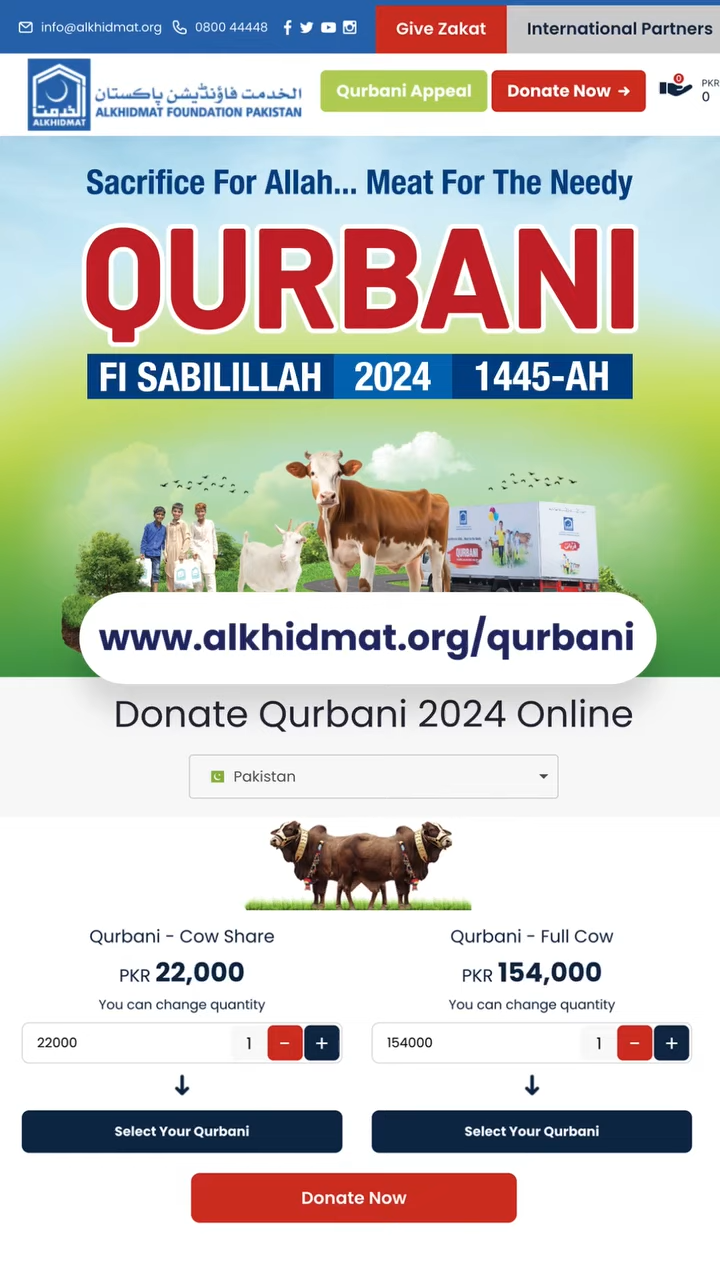 info@alkhidmat.org 0800 44448 Give Zakat International Partners
الخدمت فاؤنڈیشن پاکستان
ALKHIDMAT FOUNDATION PAKISTAN
الخدمت
ALKHIDMAT
Qurbani Appeal Donate Now → 0 PKR
0
Sacrifice For Allah... Meat For The Needy
QURBANI
FI SABILILLAH 2024 1445-AH
QURBANI
www.alkhidmat.org/qurbani
Donate Qurbani 2024 Online
Pakistan
Qurbani - Cow Share Qurbani - Full Cow
PKR 22,000 PKR 154,000
You can change quantity You can change quantity
22000 1 − + 154000 1 − +
Select Your Qurbani Select Your Qurbani
Donate Now